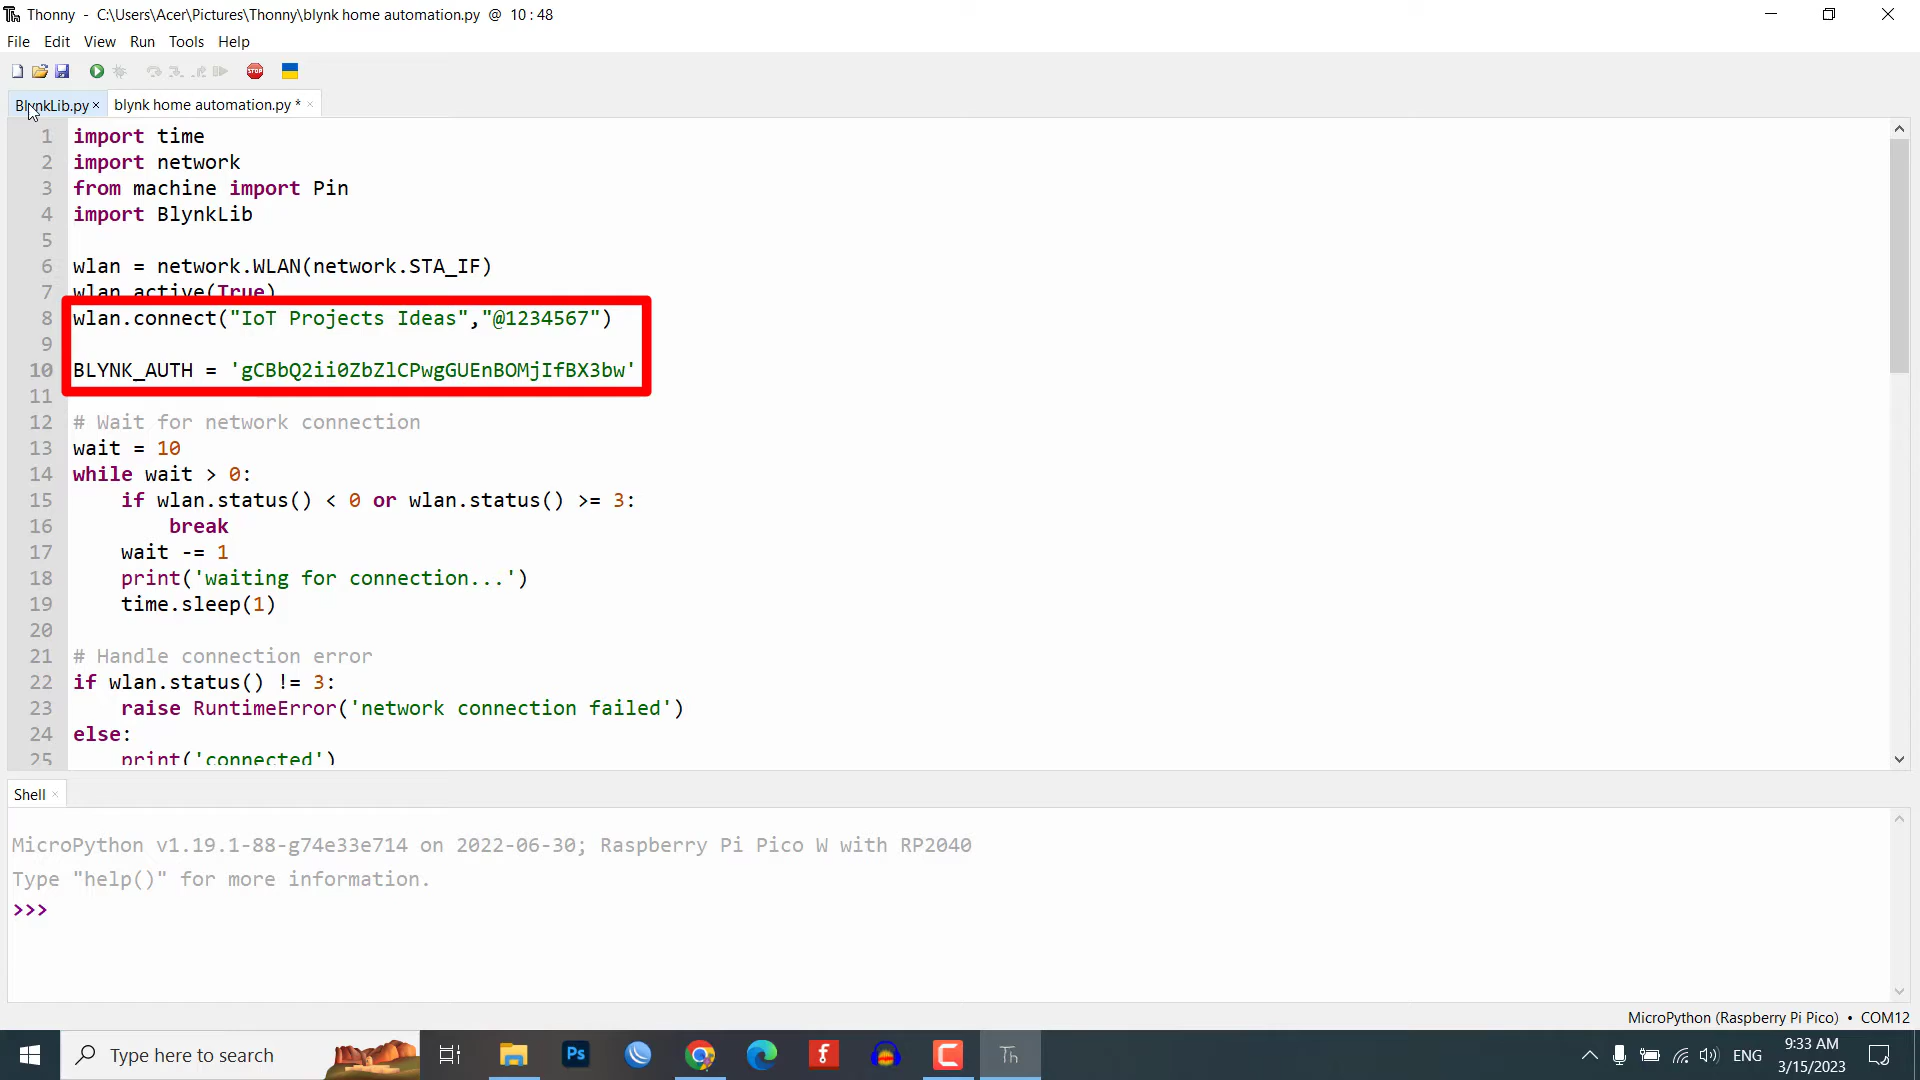 Thonny - C:\Users\Acer\Pictures\Thonny\blynk home automation.py @ 10:48
File Edit View Run Tools Help
STOP
BlynkLib.py × blynk home automation.py * ×
1 import time
2 import network
3 from machine import Pin
4 import BlynkLib
5
6 wlan = network.WLAN(network.STA_IF)
7 wlan.active(True)
8 wlan.connect("IoT Projects Ideas","@1234567")
9
10 BLYNK_AUTH = 'gCBbQ2ii0ZbZlCPwgGUEnBOMjIfBX3bw'
11
12 # Wait for network connection
13 wait = 10
14 while wait > 0:
15     if wlan.status() < 0 or wlan.status() >= 3:
16         break
17     wait -= 1
18     print('waiting for connection...')
19     time.sleep(1)
20
21 # Handle connection error
22 if wlan.status() != 3:
23     raise RuntimeError('network connection failed')
24 else:
25     print('connected')
Shell ×
MicroPython v1.19.1-88-g74e33e714 on 2022-06-30; Raspberry Pi Pico W with RP2040
Type "help()" for more information.
>>>
MicroPython (Raspberry Pi Pico) • COM12
Type here to search
Ps
f
Th
ENG
9:33 AM
3/15/2023